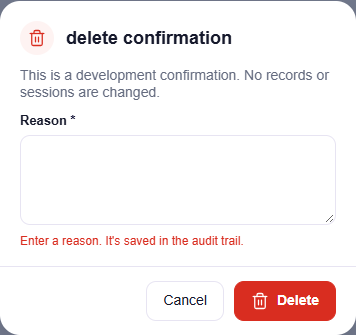 delete confirmation
This is a development confirmation. No records or
sessions are changed.
Reason *
Enter a reason. It's saved in the audit trail.
Cancel
Delete